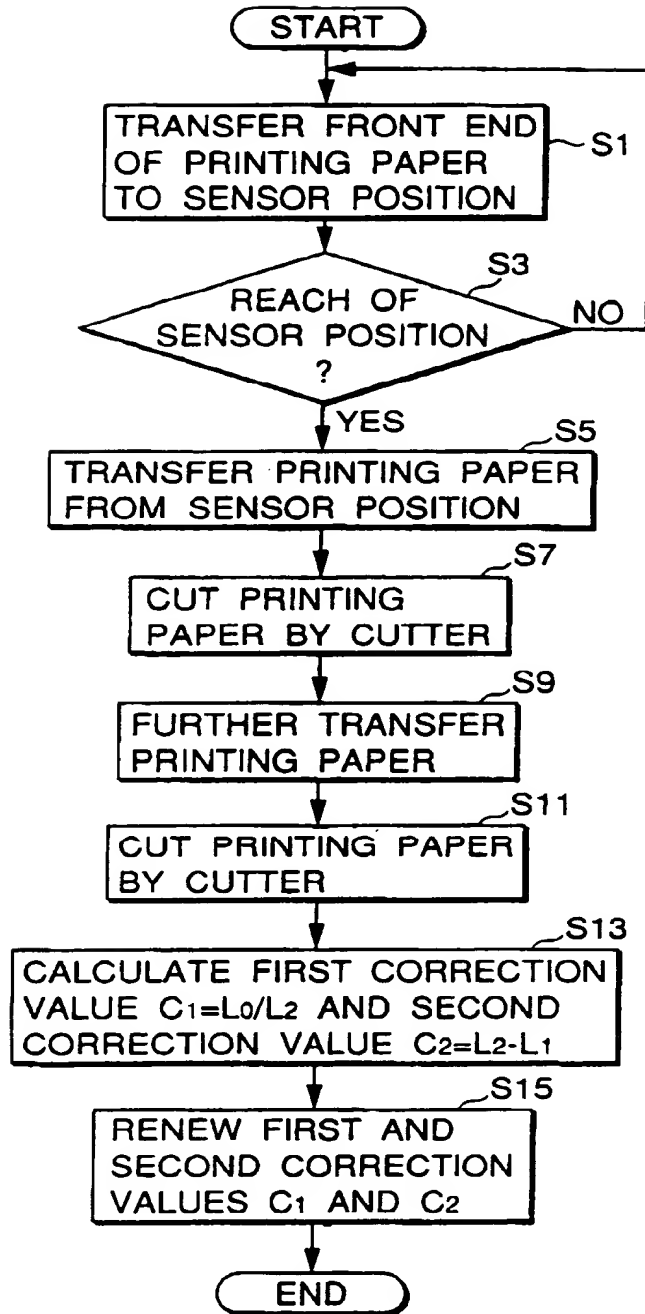 START
TRANSFER FRONT END
OF PRINTING PAPER
TO SENSOR POSITION
S1
S3
REACH OF
SENSOR POSITION
?
NO
YES
S5
TRANSFER PRINTING PAPER
FROM SENSOR POSITION
S7
CUT PRINTING
PAPER BY CUTTER
S9
FURTHER TRANSFER
PRINTING PAPER
S11
CUT PRINTING PAPER
BY CUTTER
S13
CALCULATE FIRST CORRECTION
VALUE C1=L0/L2 AND SECOND
CORRECTION VALUE C2=L2-L1
S15
RENEW FIRST AND
SECOND CORRECTION
VALUES C1 AND C2
END